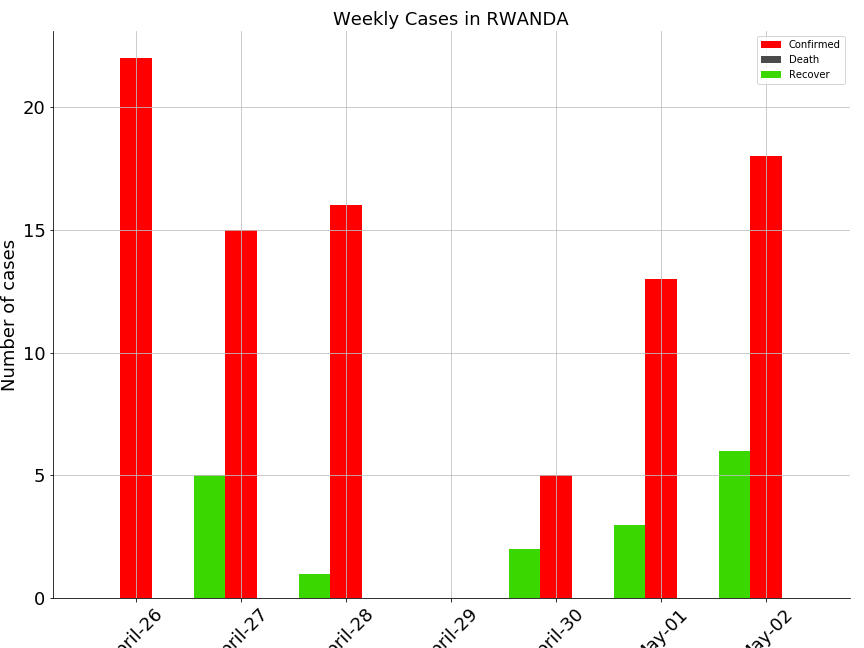 Weekly Cases in RWANDA
Confirmed
Death
Recover
Number of cases
20
15
10
5
0
pril-26
pril-27
pril-28
pril-29
pril-30
May-01
May-02